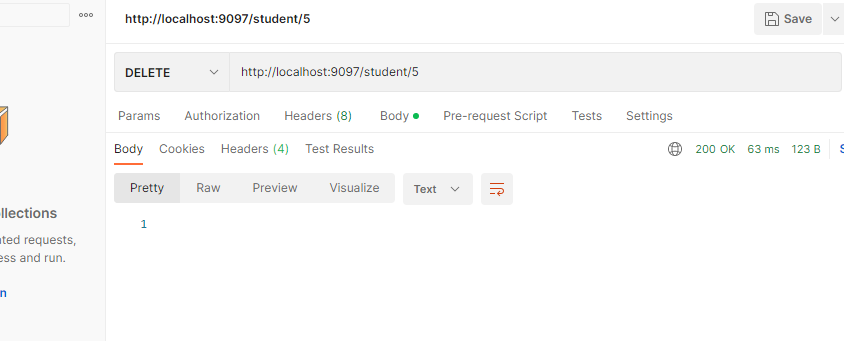 http://localhost:9097/student/5
Save
DELETE http://localhost:9097/student/5
Params Authorization Headers (8) Body Pre-request Script Tests Settings
Body Cookies Headers (4) Test Results 200 OK 63 ms 123 B S
Pretty Raw Preview Visualize Text
1
llections
ted requests,
ess and run.
n